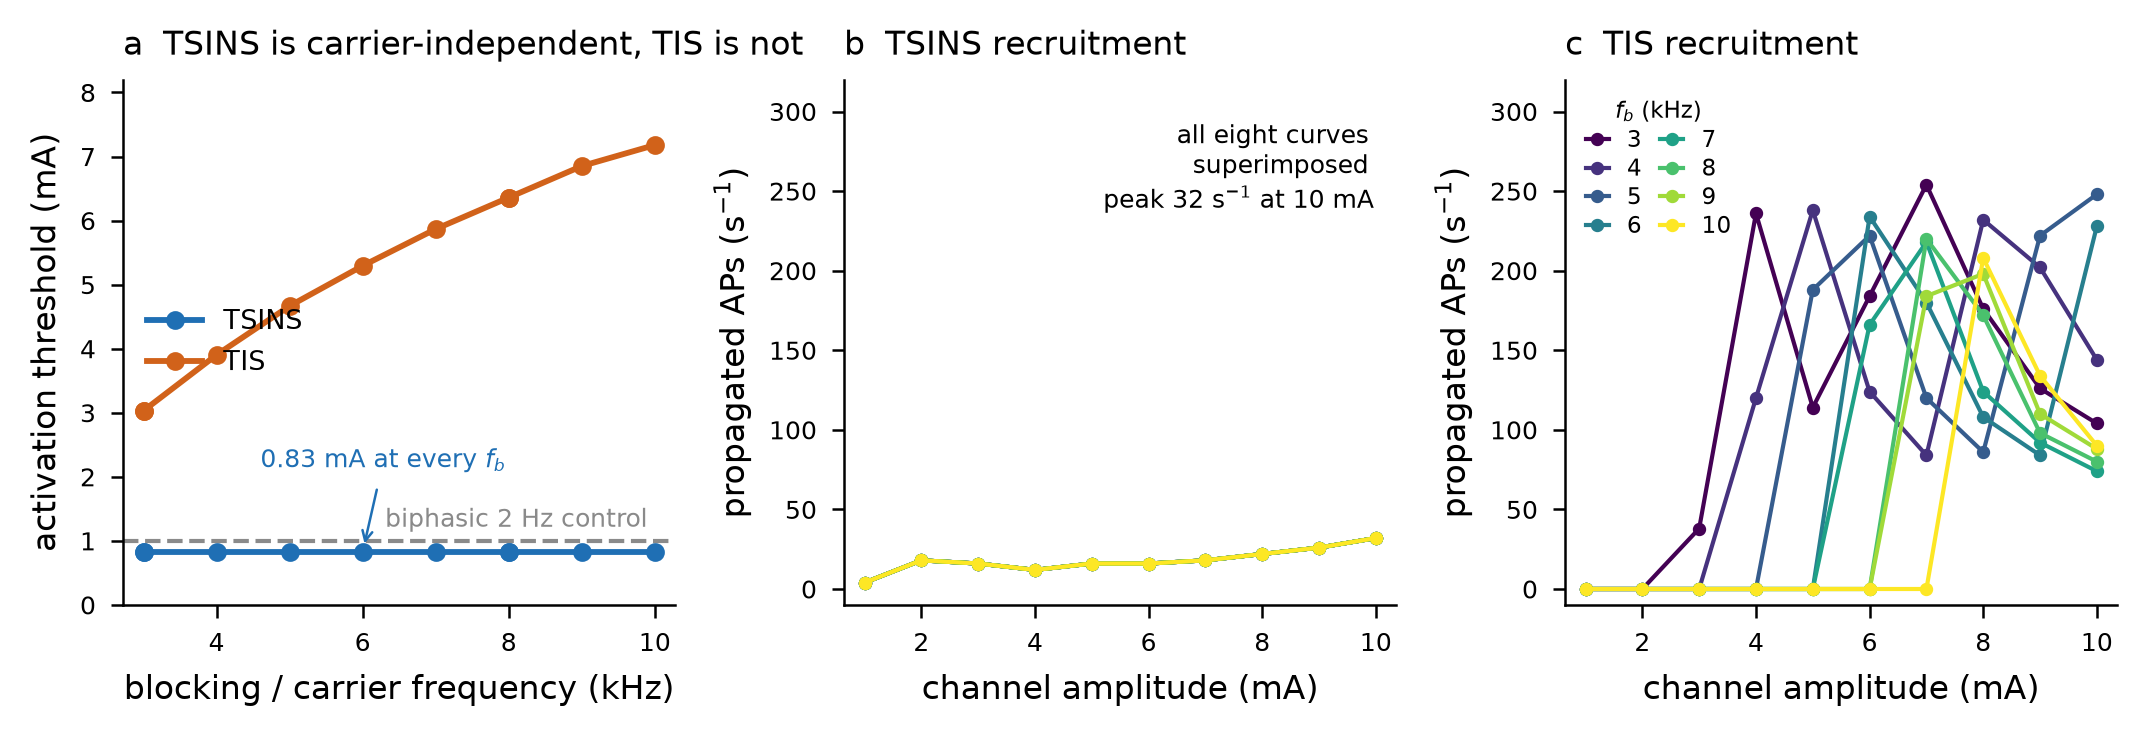 a TSINS is carrier-independent, TIS is not
8
7
6
5
4
3
2
1
0
activation threshold (mA)
TSINS
TIS
0.83 mA at every f_b
biphasic 2 Hz control
4 6 8 10
blocking / carrier frequency (kHz)
b TSINS recruitment
300
250
200
150
100
50
0
propagated APs (s⁻¹)
all eight curves
superimposed
peak 32 s⁻¹ at 10 mA
2 4 6 8 10
channel amplitude (mA)
c TIS recruitment
300
250
200
150
100
50
0
propagated APs (s⁻¹)
f_b (kHz)
3 7
4 8
5 9
6 10
2 4 6 8 10
channel amplitude (mA)